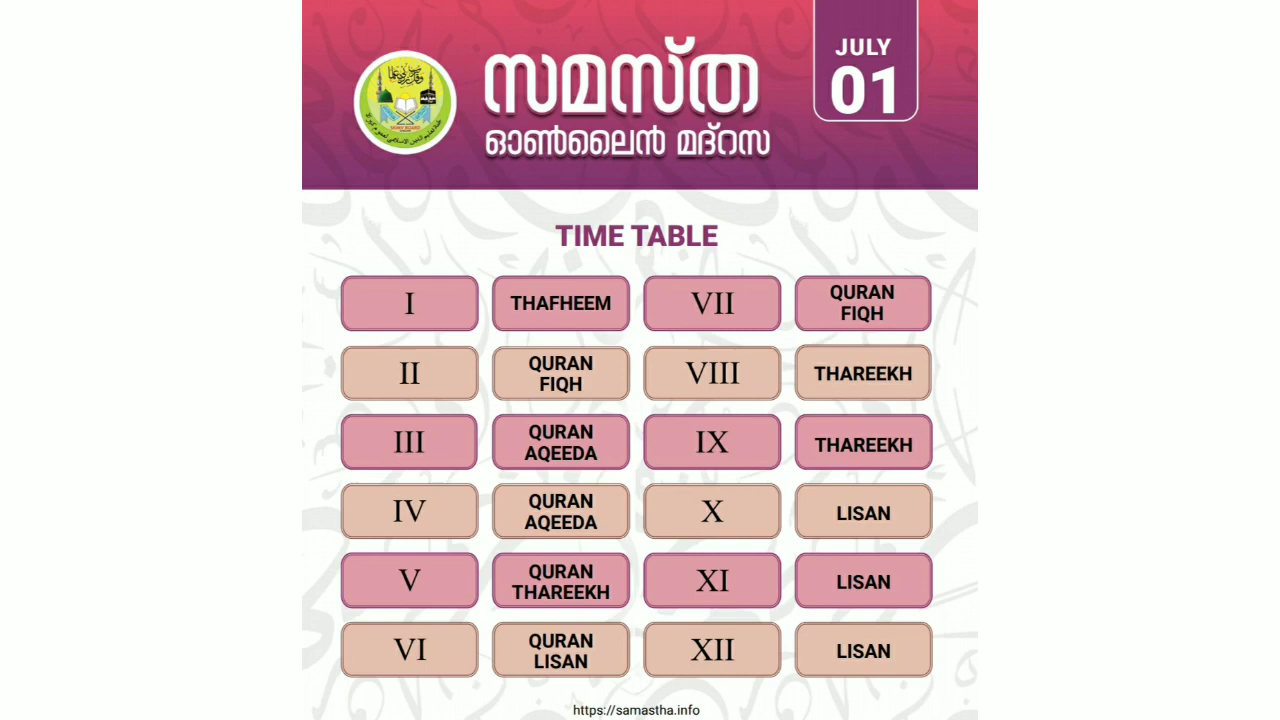 സമസ്ത
ഓൺലൈൻ മദ്റസ
JULY
01
TIME TABLE
I
THAFHEEM
VII
QURAN
FIQH
II
QURAN
FIQH
VIII
THAREEKH
III
QURAN
AQEEDA
IX
THAREEKH
IV
QURAN
AQEEDA
X
LISAN
V
QURAN
THAREEKH
XI
LISAN
VI
QURAN
LISAN
XII
LISAN
https://samastha.info